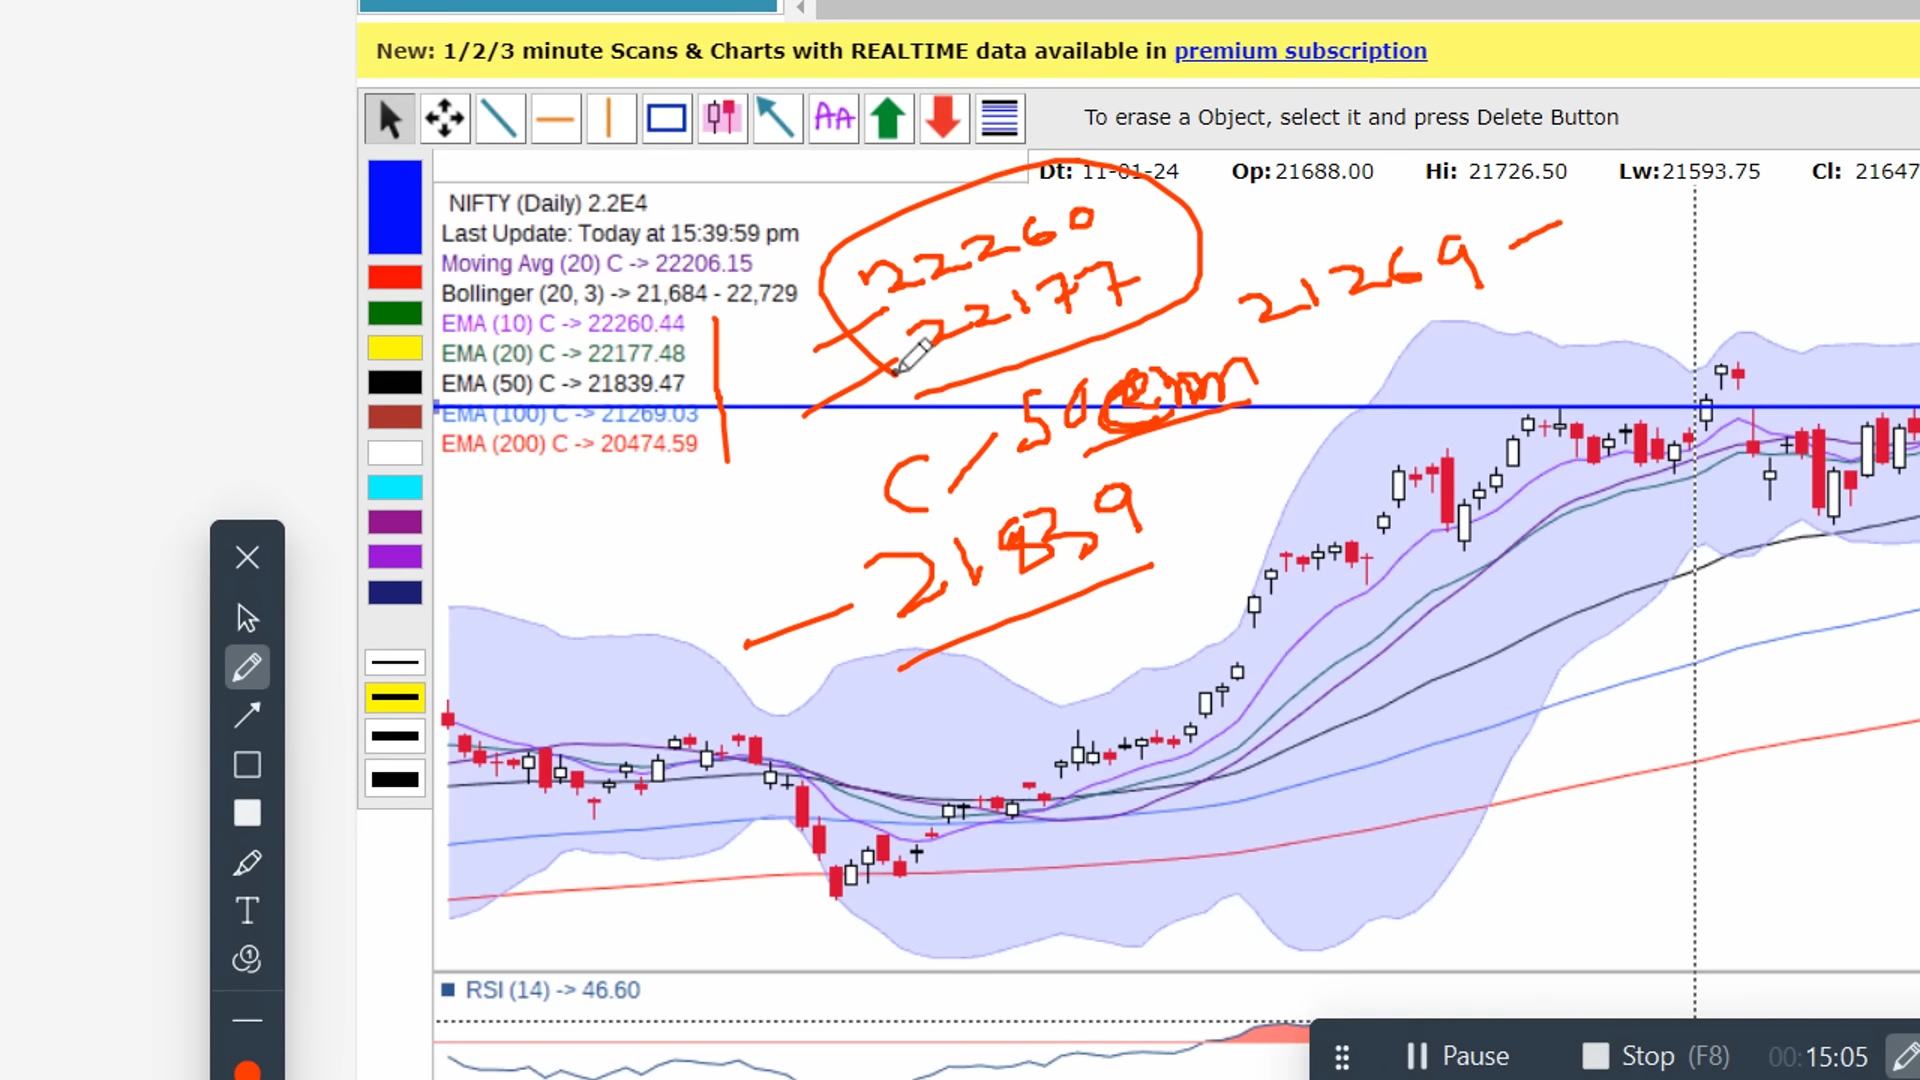 New: 1/2/3 minute Scans & Charts with REALTIME data available in premium subscription
AA
To erase a Object, select it and press Delete Button
Dt: 11-01-24 Op:21688.00 Hi: 21726.50 Lw:21593.75 Cl: 21647
NIFTY (Daily) 2.2E4
Last Update: Today at 15:39:59 pm
Moving Avg (20) C -> 22206.15
Bollinger (20, 3) -> 21,684 - 22,729
EMA (10) C -> 22260.44
EMA (20) C -> 22177.48
EMA (50) C -> 21839.47
EMA (100) C -> 21269.03
EMA (200) C -> 20474.59
22260
22177
21269 -
50
21839
T
1
RSI (14) -> 46.60
Pause Stop (F8) 00:15:05